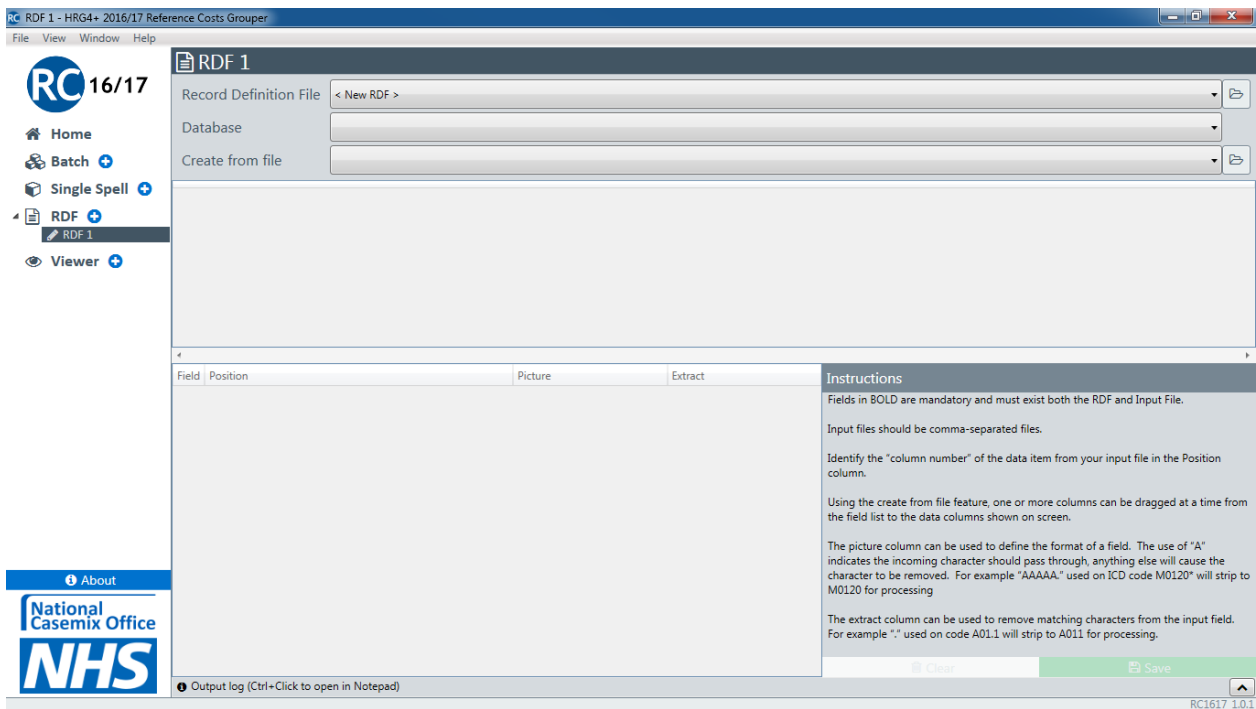 RC RDF 1 - HRG4+ 2016/17 Reference Costs Grouper
File View Window Help
RC 16/17
Home
Batch
Single Spell
RDF
RDF 1
Viewer
RDF 1
Record Definition File < New RDF >
Database
Create from file
Field Position Picture Extract
Instructions
Fields in BOLD are mandatory and must exist both the RDF and Input File.
Input files should be comma-separated files.
Identify the "column number" of the data item from your input file in the Position
column.
Using the create from file feature, one or more columns can be dragged at a time from
the field list to the data columns shown on screen.
The picture column can be used to define the format of a field. The use of "A"
indicates the incoming character should pass through, anything else will cause the
character to be removed. For example "AAAAA." used on ICD code M0120* will strip to
M0120 for processing
The extract column can be used to remove matching characters from the input field.
For example "." used on code A01.1 will strip to A011 for processing.
Clear Save
About
National
Casemix Office
NHS
Output log (Ctrl+Click to open in Notepad)
RC1617 1.0.1